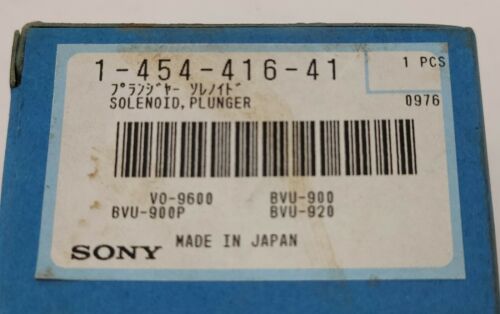 1-454-416-41
1 PCS
プランジャー ソレノイド
SOLENOID,PLUNGER
0976
VO-9600 BVU-900
BVU-900P BVU-920
SONY MADE IN JAPAN